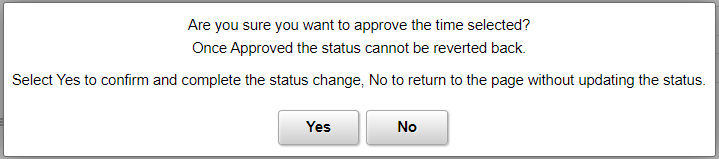 Are you sure you want to approve the time selected?
Once Approved the status cannot be reverted back.
Select Yes to confirm and complete the status change, No to return to the page without updating the status.
Yes No